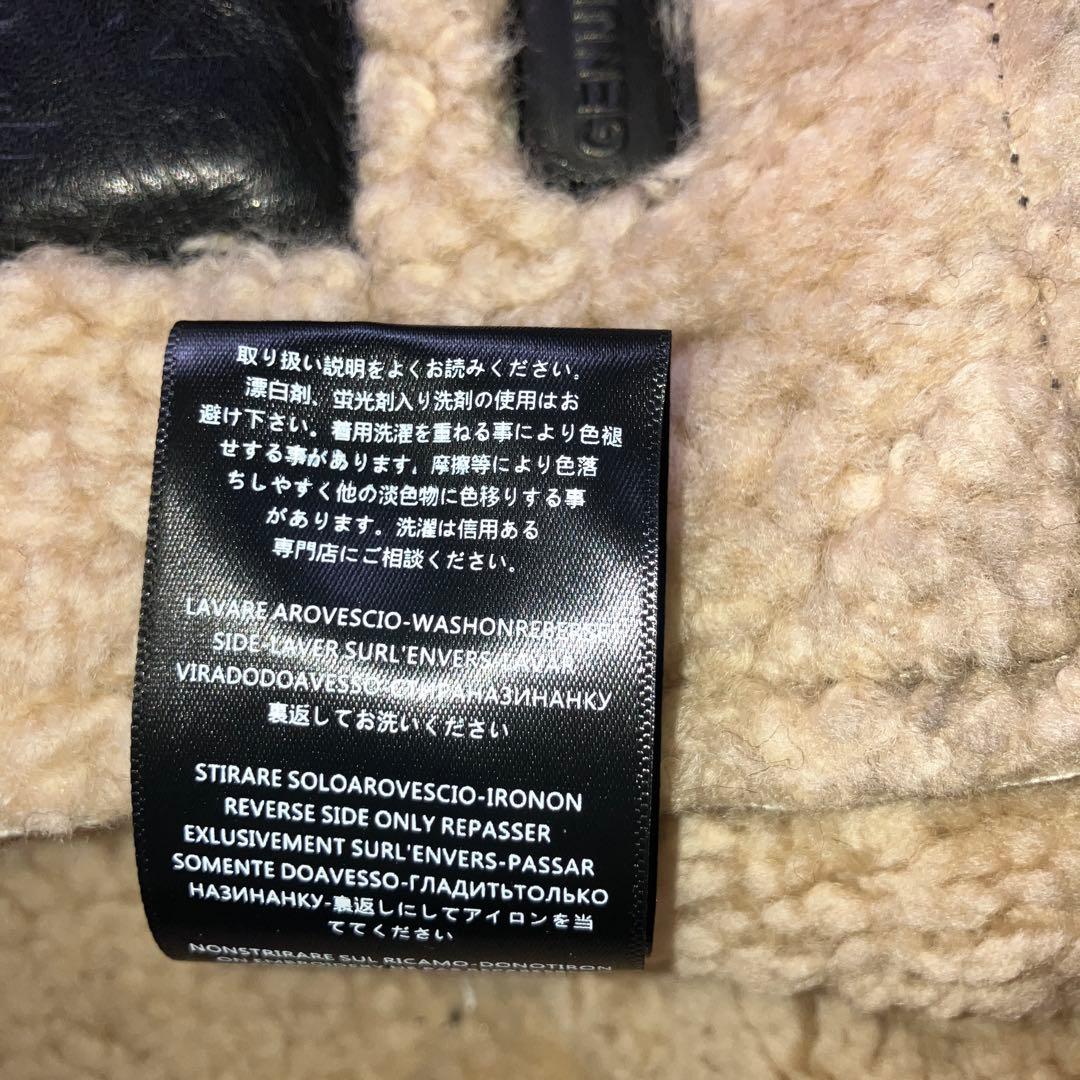 取り扱い説明をよくお読みください。
漂白剤、蛍光剤入り洗剤の使用はお
避け下さい。着用洗濯を重ねる事により色褪
せする事があります。摩擦等により色落
ちしやすく他の淡色物に色移りする事
があります。洗濯は信用ある
専門店にご相談ください。
LAVARE AROVESCIO-WASHONREBERSET
SIDE-LAVER SURL'ENVERS-LAVAR
VIRADODOAVESSO-СТИРАНАЗИНАНКУ
裏返してお洗いください
STIRARE SOLOAROVESCIO-IRONON
REVERSE SIDE ONLY REPASSER
EXLUSIVEMENT SURL'ENVERS-PASSAR
SOMENTE DOAVESSO-ГЛАДИТЬТОЛЬКО
НАЗИНАНКУ-裏返しにしてアイロンを当
ててください
NONSTRIRARE SUL RICAMO-DONOTIRON